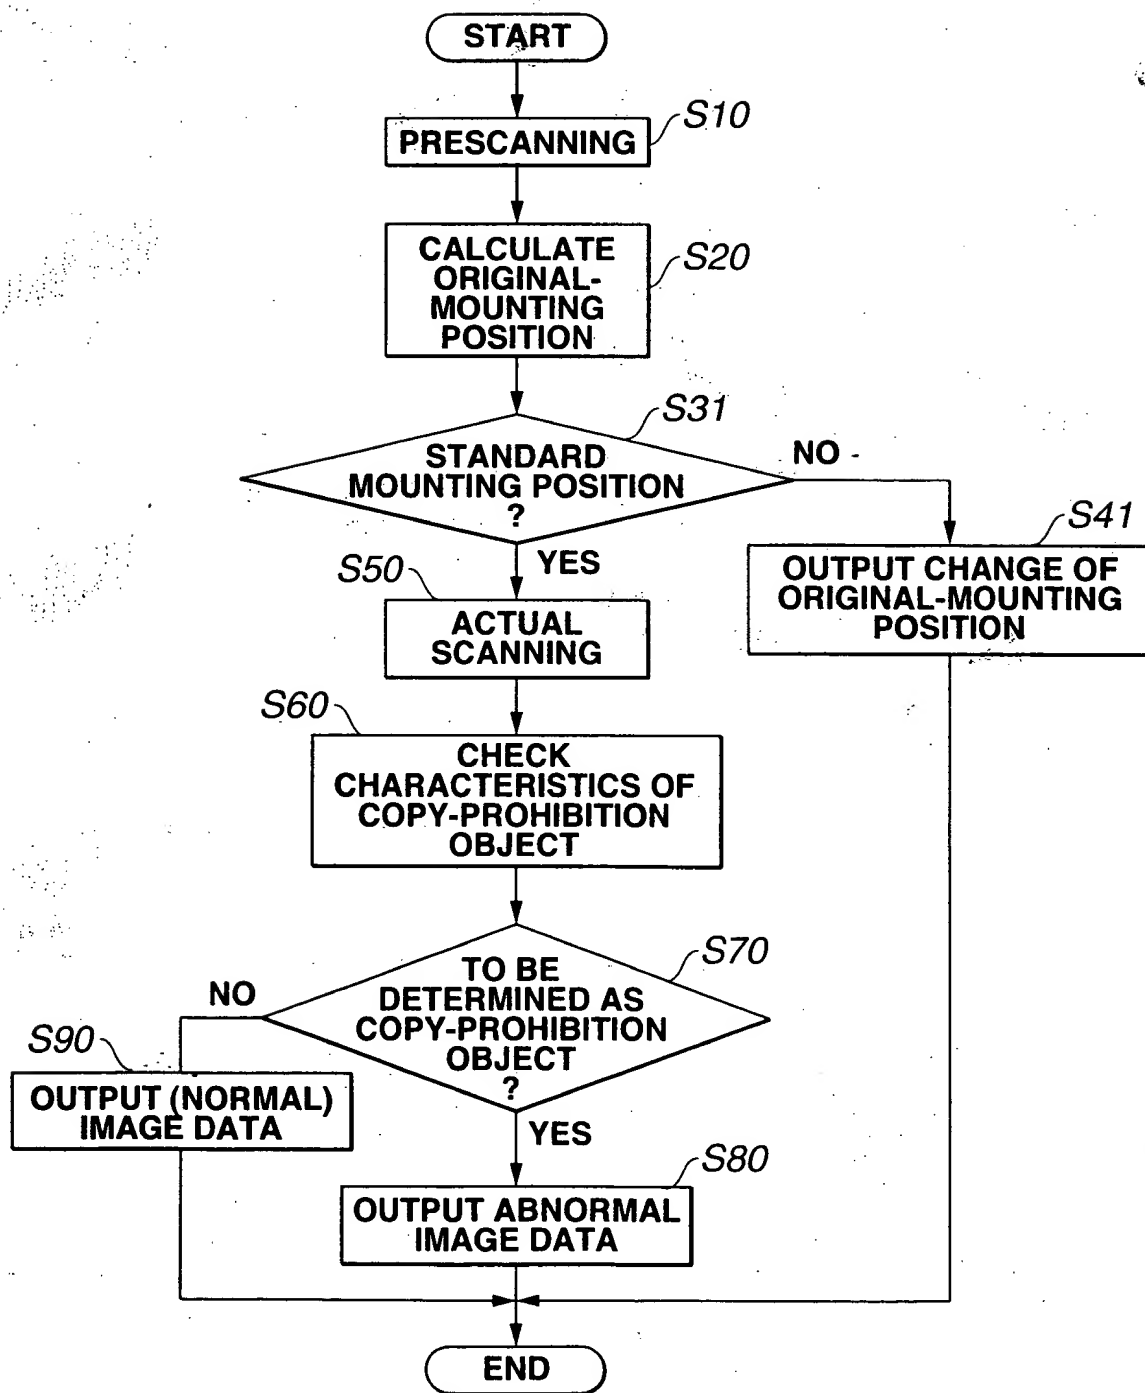 START
S10
PRESCANNING
S20
CALCULATE
ORIGINAL-
MOUNTING
POSITION
S31
STANDARD
MOUNTING POSITION
?
NO
YES
S41
OUTPUT CHANGE OF
ORIGINAL-MOUNTING
POSITION
S50
ACTUAL
SCANNING
S60
CHECK
CHARACTERISTICS OF
COPY-PROHIBITION
OBJECT
S70
TO BE
DETERMINED AS
COPY-PROHIBITION
OBJECT
?
NO
YES
S90
OUTPUT (NORMAL)
IMAGE DATA
S80
OUTPUT ABNORMAL
IMAGE DATA
END